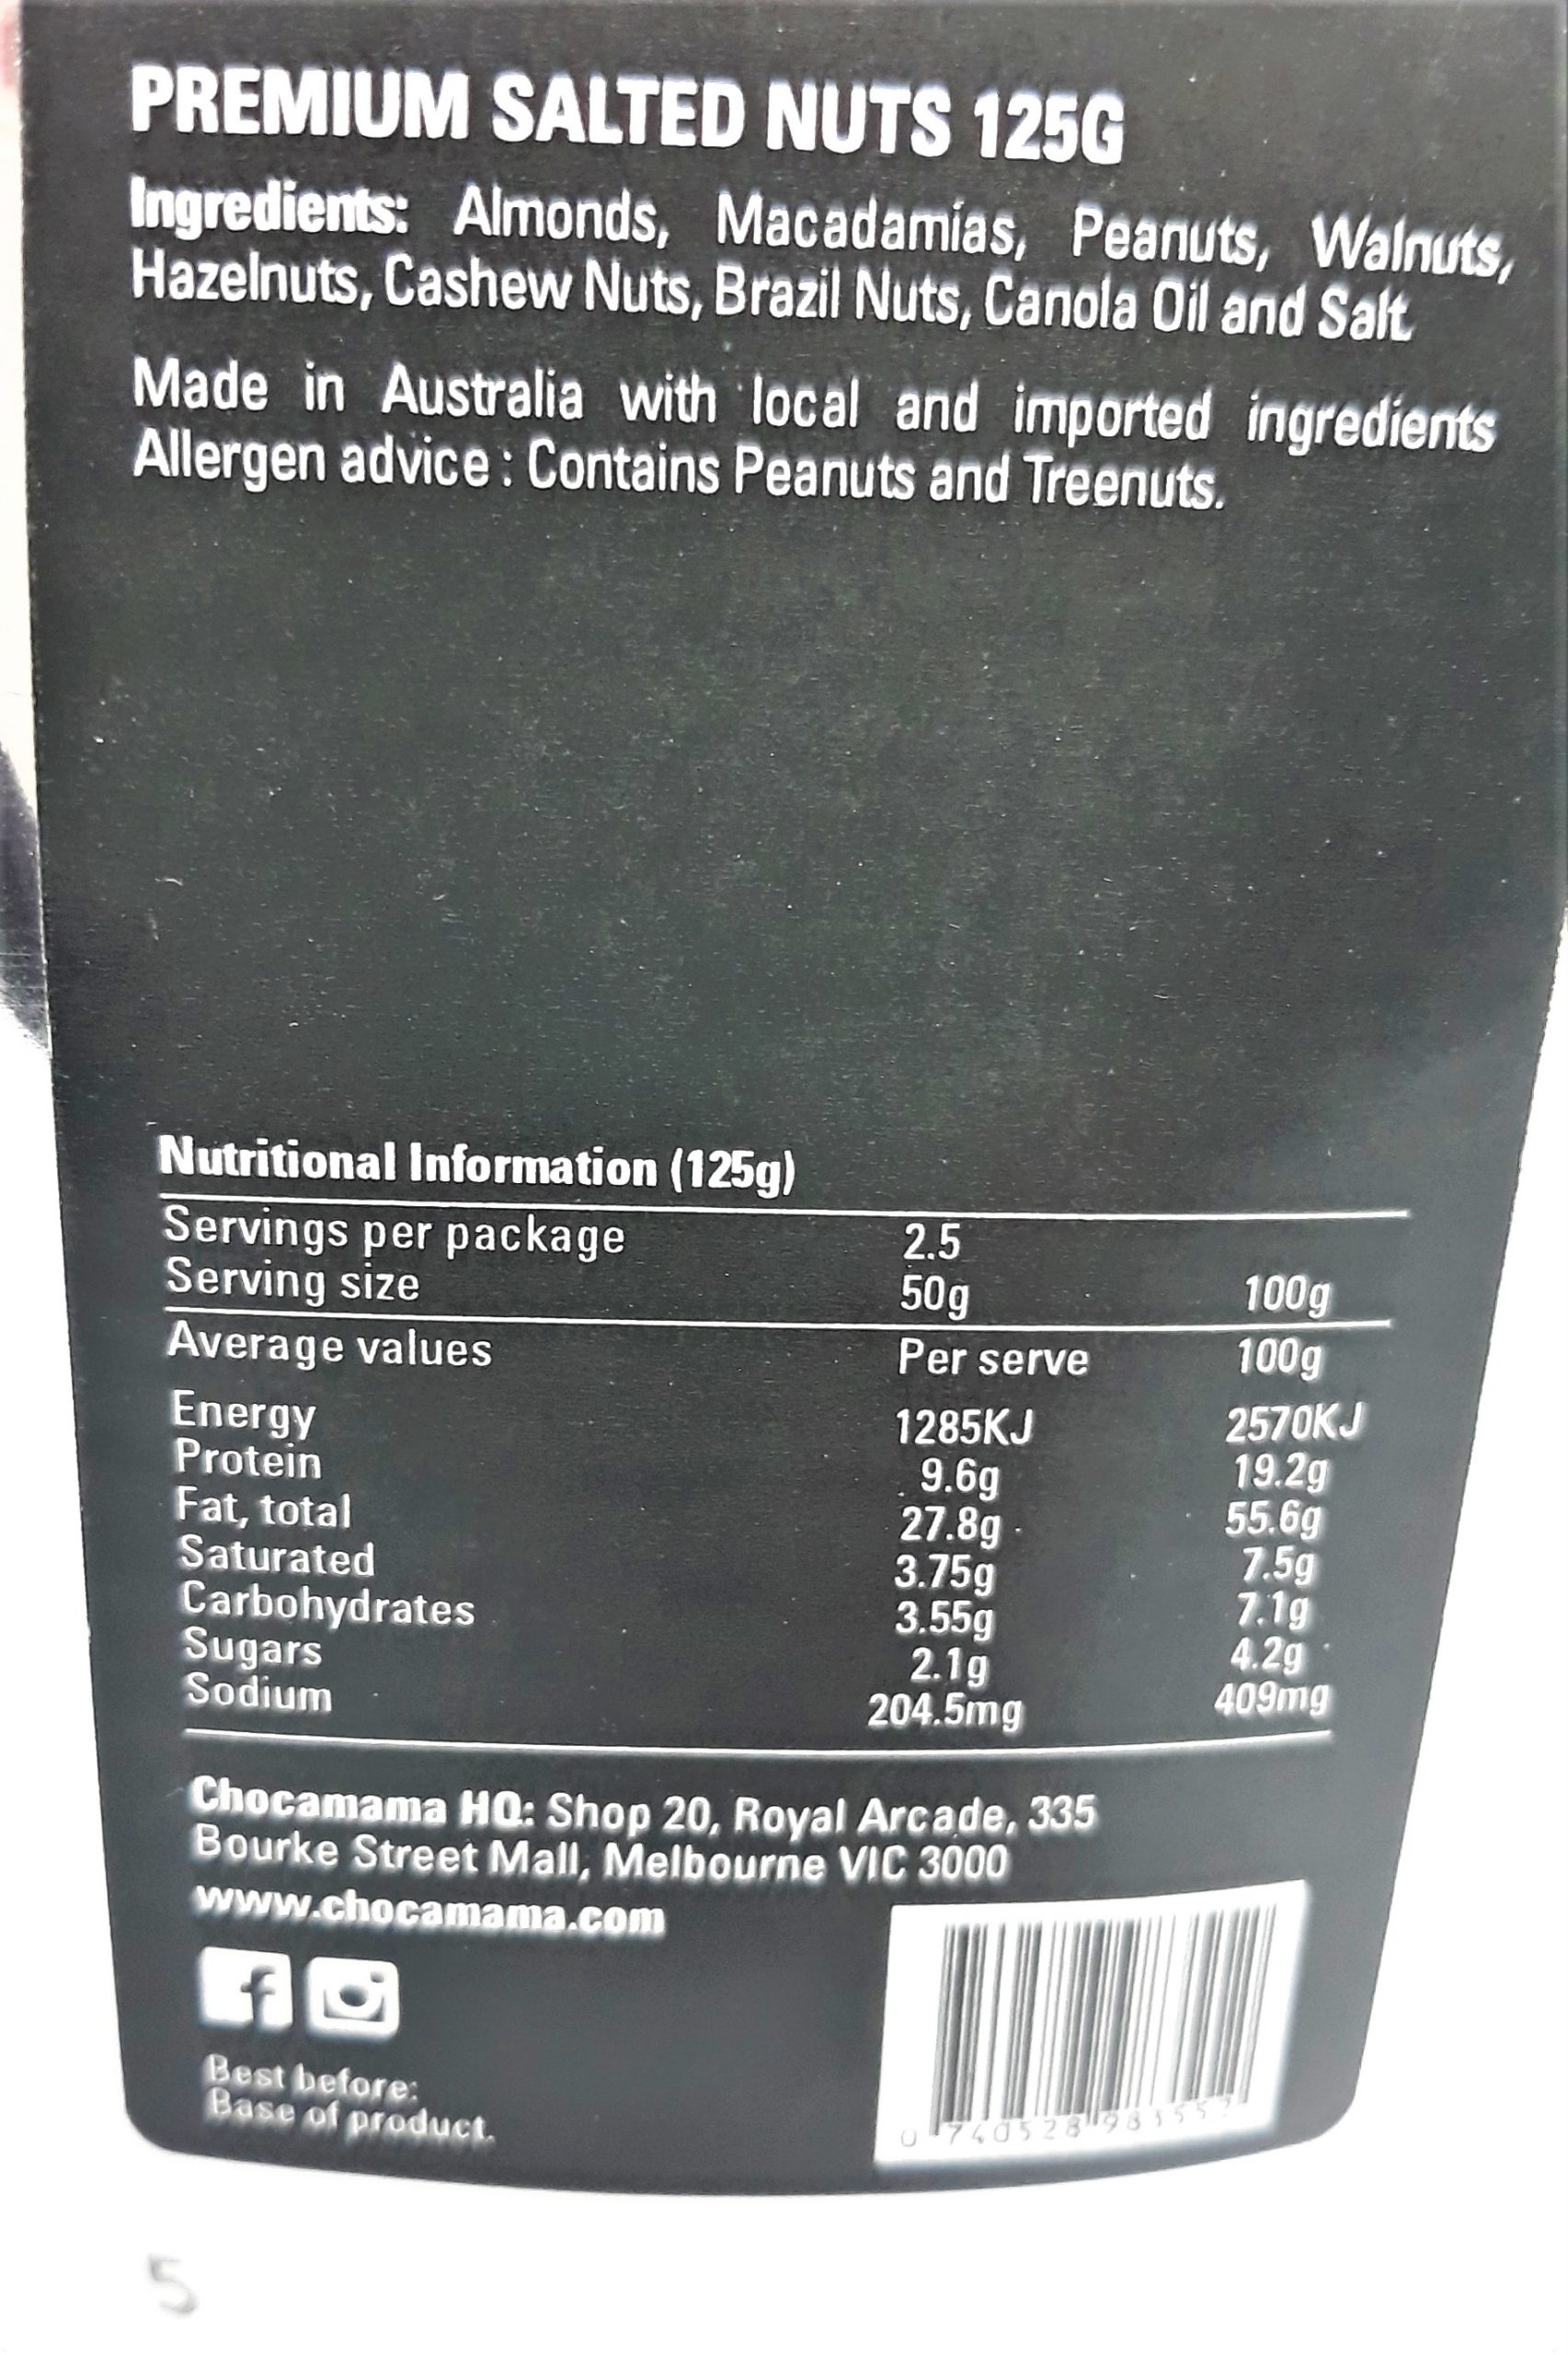 PREMIUM SALTED NUTS 125G
Ingredients: Almonds, Macadamias, Peanuts, Walnuts,
Hazelnuts, Cashew Nuts, Brazil Nuts, Canola Oil and Salt.
Made in Australia with local and imported ingredients
Allergen advice : Contains Peanuts and Treenuts.
Nutritional Information (125g)
Servings per package 2.5
Serving size 50g 100g
Average values Per serve 100g
Energy 1285KJ 2570KJ
Protein 9.6g 19.2g
Fat, total 27.8g 55.6g
Saturated 3.75g 7.5g
Carbohydrates 3.55g 7.1g
Sugars 2.1g 4.2g
Sodium 204.5mg 409mg
Chocamama HQ: Shop 20, Royal Arcade, 335
Bourke Street Mall, Melbourne VIC 3000
www.chocamama.com
Best before:
Base of product.
5